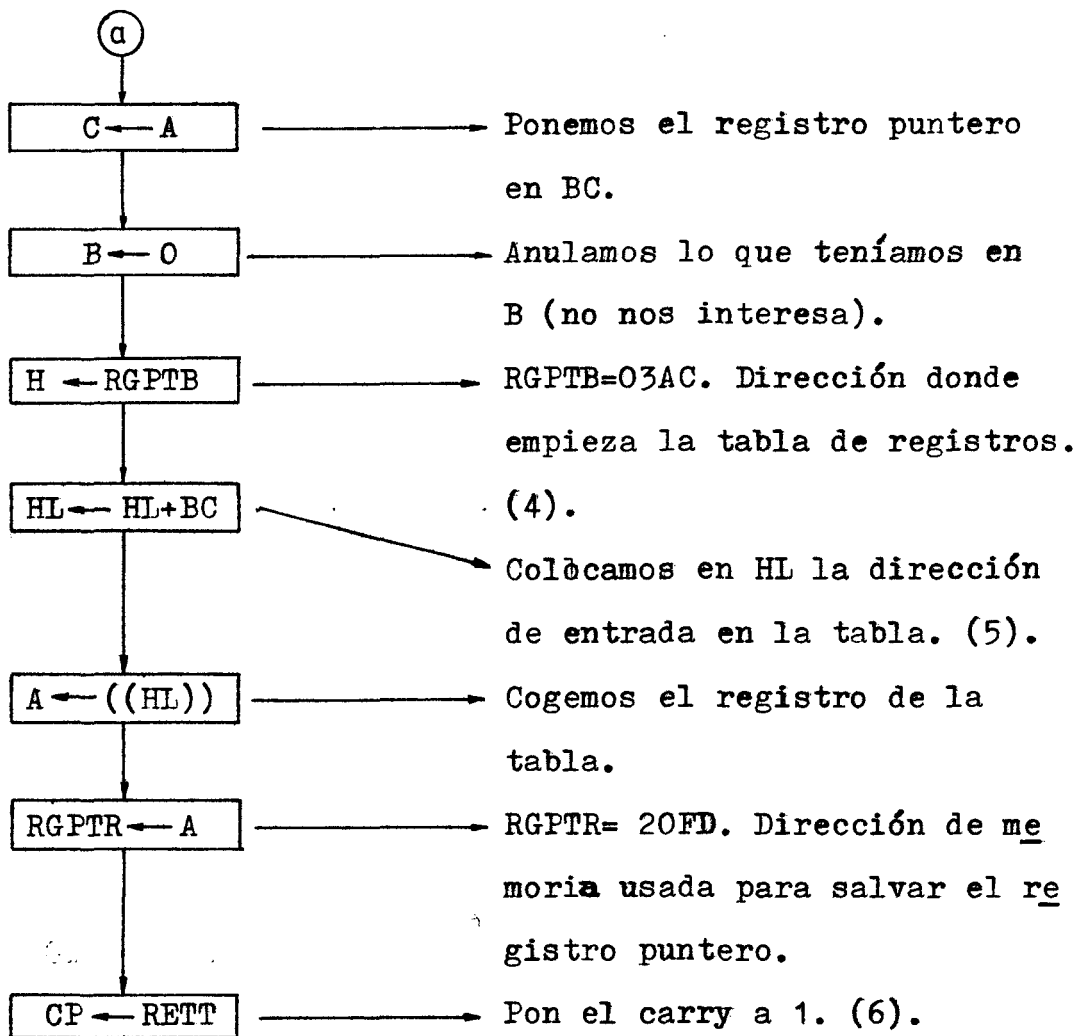 a
C ← A
Ponemos el registro puntero
en BC.
B ← O
Anulamos lo que teníamos en
B (no nos interesa).
H ← RGPTB
RGPTB=03AC. Dirección donde
empieza la tabla de registros.
(4).
HL ← HL+BC
Colocamos en HL la dirección
de entrada en la tabla. (5).
A ← ((HL))
Cogemos el registro de la
tabla.
RGPTR ← A
RGPTR= 20FD. Dirección de me
moria usada para salvar el re
gistro puntero.
CP ← RETT
Pon el carry a 1. (6).